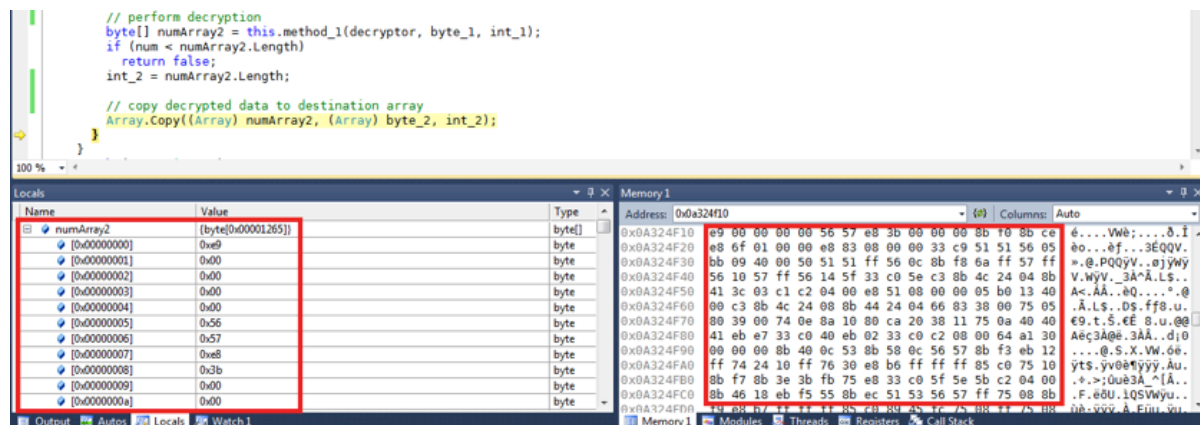 // perform decryption
byte[] numArray2 = this.method_1(decryptor, byte_1, int_1);
if (num < numArray2.Length)
return false;
int_2 = numArray2.Length;
// copy decrypted data to destination array
Array.Copy((Array) numArray2, (Array) byte_2, int_2);
}
}
100 %
Locals
Name Value Type
numArray2 {byte[0x00001265]} byte[]
[0x00000000] 0xe9 byte
[0x00000001] 0x00 byte
[0x00000002] 0x00 byte
[0x00000003] 0x00 byte
[0x00000004] 0x00 byte
[0x00000005] 0x56 byte
[0x00000006] 0x57 byte
[0x00000007] 0xe8 byte
[0x00000008] 0x3b byte
[0x00000009] 0x00 byte
[0x0000000a] 0x00 byte
Output Autos Locals Watch 1
Memory 1
Address: 0x0a324f10 Columns: Auto
0x0A324F10 e9 00 00 00 00 56 57 e8 3b 00 00 00 8b f0 8b ce
0x0A324F20 e8 6f 01 00 00 e8 83 08 00 00 33 c9 51 51 56 05
0x0A324F30 bb 09 40 00 50 51 51 ff 56 0c 8b f8 6a ff 57 ff
0x0A324F40 56 10 57 ff 56 14 5f 33 c0 5e c3 8b 4c 24 04 8b
0x0A324F50 41 3c 03 c1 c2 04 00 e8 51 08 00 00 05 b0 13 40
0x0A324F60 00 c3 8b 4c 24 08 8b 44 24 04 66 83 38 00 75 05
0x0A324F70 80 39 00 74 0e 8a 10 80 ca 20 38 11 75 0a 40 40
0x0A324F80 41 eb e7 33 c0 40 eb 02 33 c0 c2 08 00 64 a1 30
0x0A324F90 00 00 00 8b 40 0c 53 8b 58 0c 56 57 8b f3 eb 12
0x0A324FA0 ff 74 24 10 ff 76 30 e8 b6 ff ff ff 85 c0 75 10
0x0A324FB0 8b f7 8b 3e 3b fb 75 e8 33 c0 5f 5e 5b c2 04 00
0x0A324FC0 8b 46 18 eb f5 55 8b ec 51 53 56 57 ff 75 08 8b
0x0A324FD0
Memory 1 Modules Threads Registers Call Stack